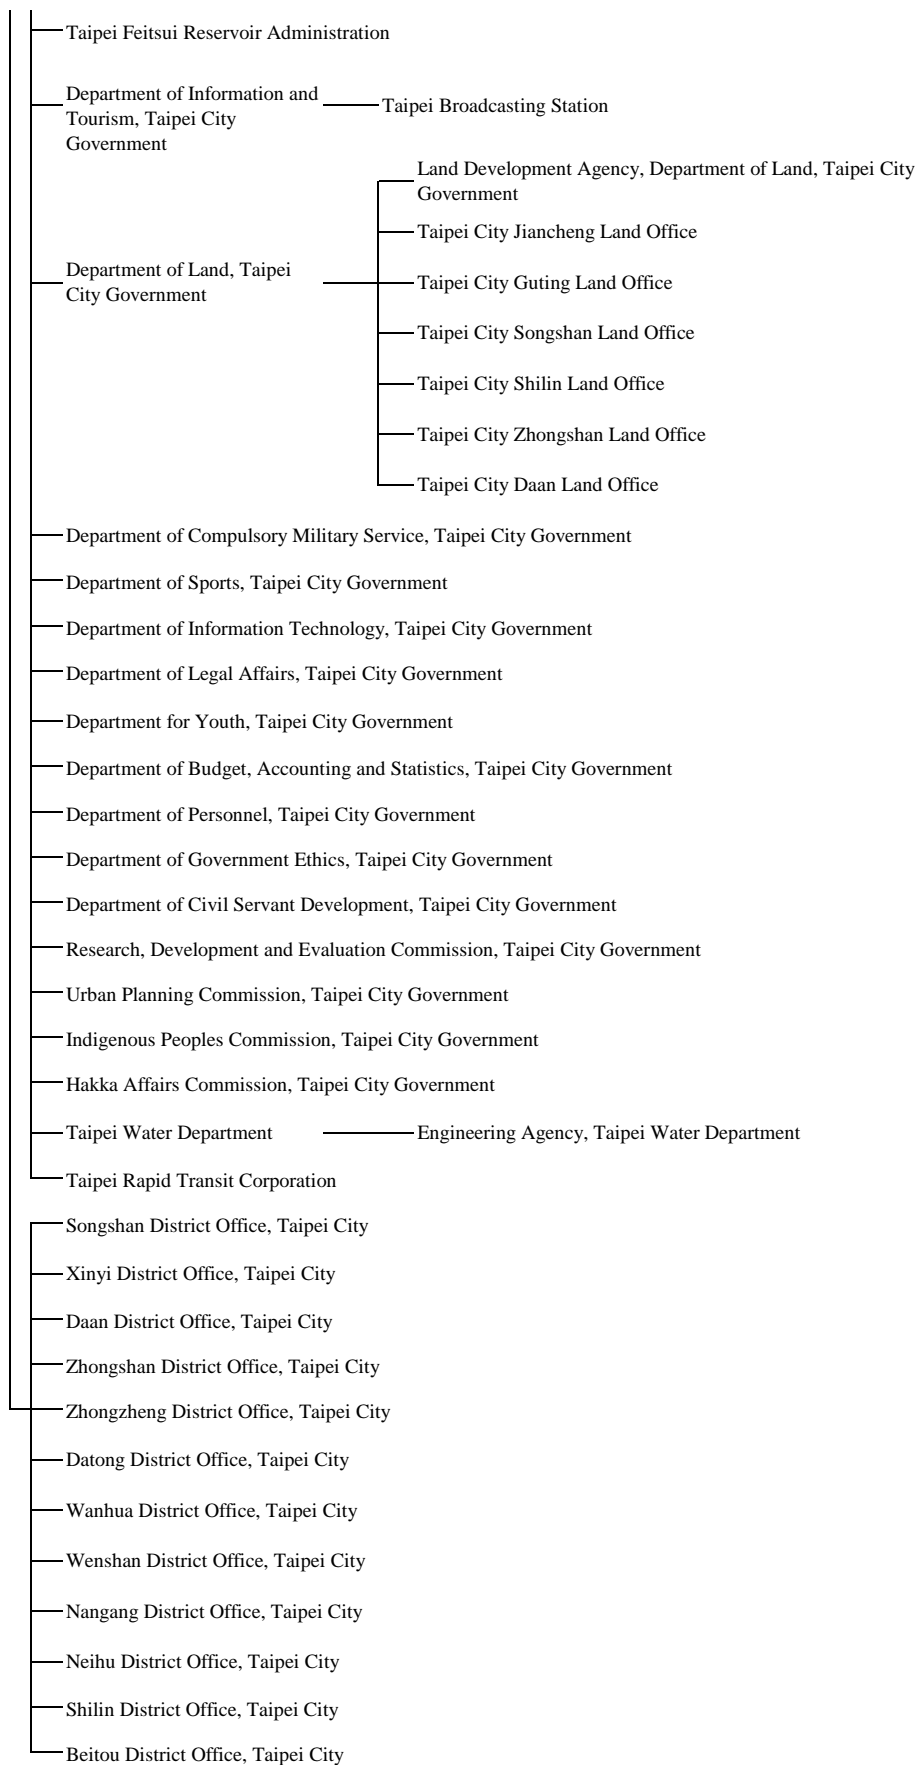 Taipei Feitsui Reservoir Administration
Department of Information and
Tourism, Taipei City
Government
Taipei Broadcasting Station
Land Development Agency, Department of Land, Taipei City
Government
Taipei City Jiancheng Land Office
Department of Land, Taipei
City Government
Taipei City Guting Land Office
Taipei City Songshan Land Office
Taipei City Shilin Land Office
Taipei City Zhongshan Land Office
Taipei City Daan Land Office
Department of Compulsory Military Service, Taipei City Government
Department of Sports, Taipei City Government
Department of Information Technology, Taipei City Government
Department of Legal Affairs, Taipei City Government
Department for Youth, Taipei City Government
Department of Budget, Accounting and Statistics, Taipei City Government
Department of Personnel, Taipei City Government
Department of Government Ethics, Taipei City Government
Department of Civil Servant Development, Taipei City Government
Research, Development and Evaluation Commission, Taipei City Government
Urban Planning Commission, Taipei City Government
Indigenous Peoples Commission, Taipei City Government
Hakka Affairs Commission, Taipei City Government
Taipei Water Department
Engineering Agency, Taipei Water Department
Taipei Rapid Transit Corporation
Songshan District Office, Taipei City
Xinyi District Office, Taipei City
Daan District Office, Taipei City
Zhongshan District Office, Taipei City
Zhongzheng District Office, Taipei City
Datong District Office, Taipei City
Wanhua District Office, Taipei City
Wenshan District Office, Taipei City
Nangang District Office, Taipei City
Neihu District Office, Taipei City
Shilin District Office, Taipei City
Beitou District Office, Taipei City